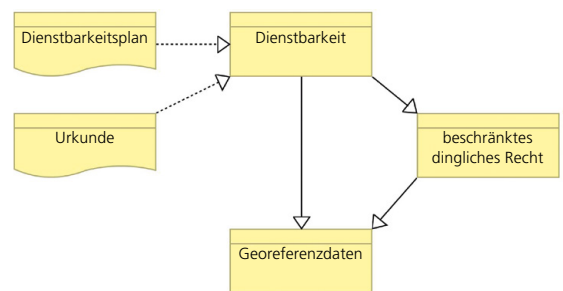 Dienstbarkeitsplan
Dienstbarkeit
Urkunde
beschränktes
dingliches Recht
Georeferenzdaten